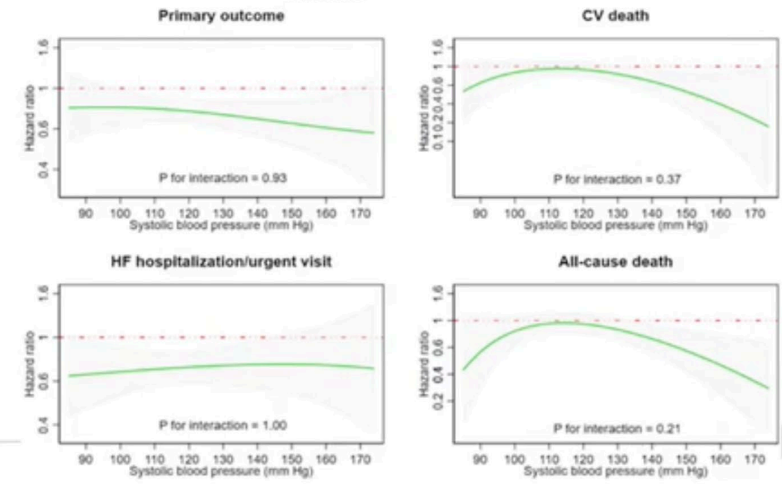 Primary outcome
Hazard ratio
1.6
1
0.6
0.4
P for interaction = 0.93
90 100 110 120 130 140 150 160 170
Systolic blood pressure (mm Hg)
CV death
Hazard ratio
1.6
1
0.6
0.4
0.2
0.1
P for interaction = 0.37
90 100 110 120 130 140 150 160 170
Systolic blood pressure (mm Hg)
HF hospitalization/urgent visit
Hazard ratio
1.6
1
0.6
0.4
P for interaction = 1.00
90 100 110 120 130 140 150 160 170
Systolic blood pressure (mm Hg)
All-cause death
Hazard ratio
1.6
1
0.6
0.4
0.2
P for interaction = 0.21
90 100 110 120 130 140 150 160 170
Systolic blood pressure (mm Hg)